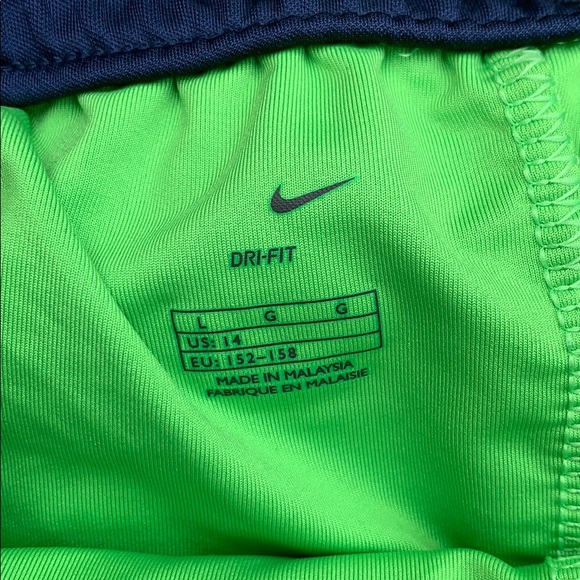 DRI-FIT
L G G
US: 14
EU: 152-158
MADE IN MALAYSIA
FABRIQUE EN MALAISIE